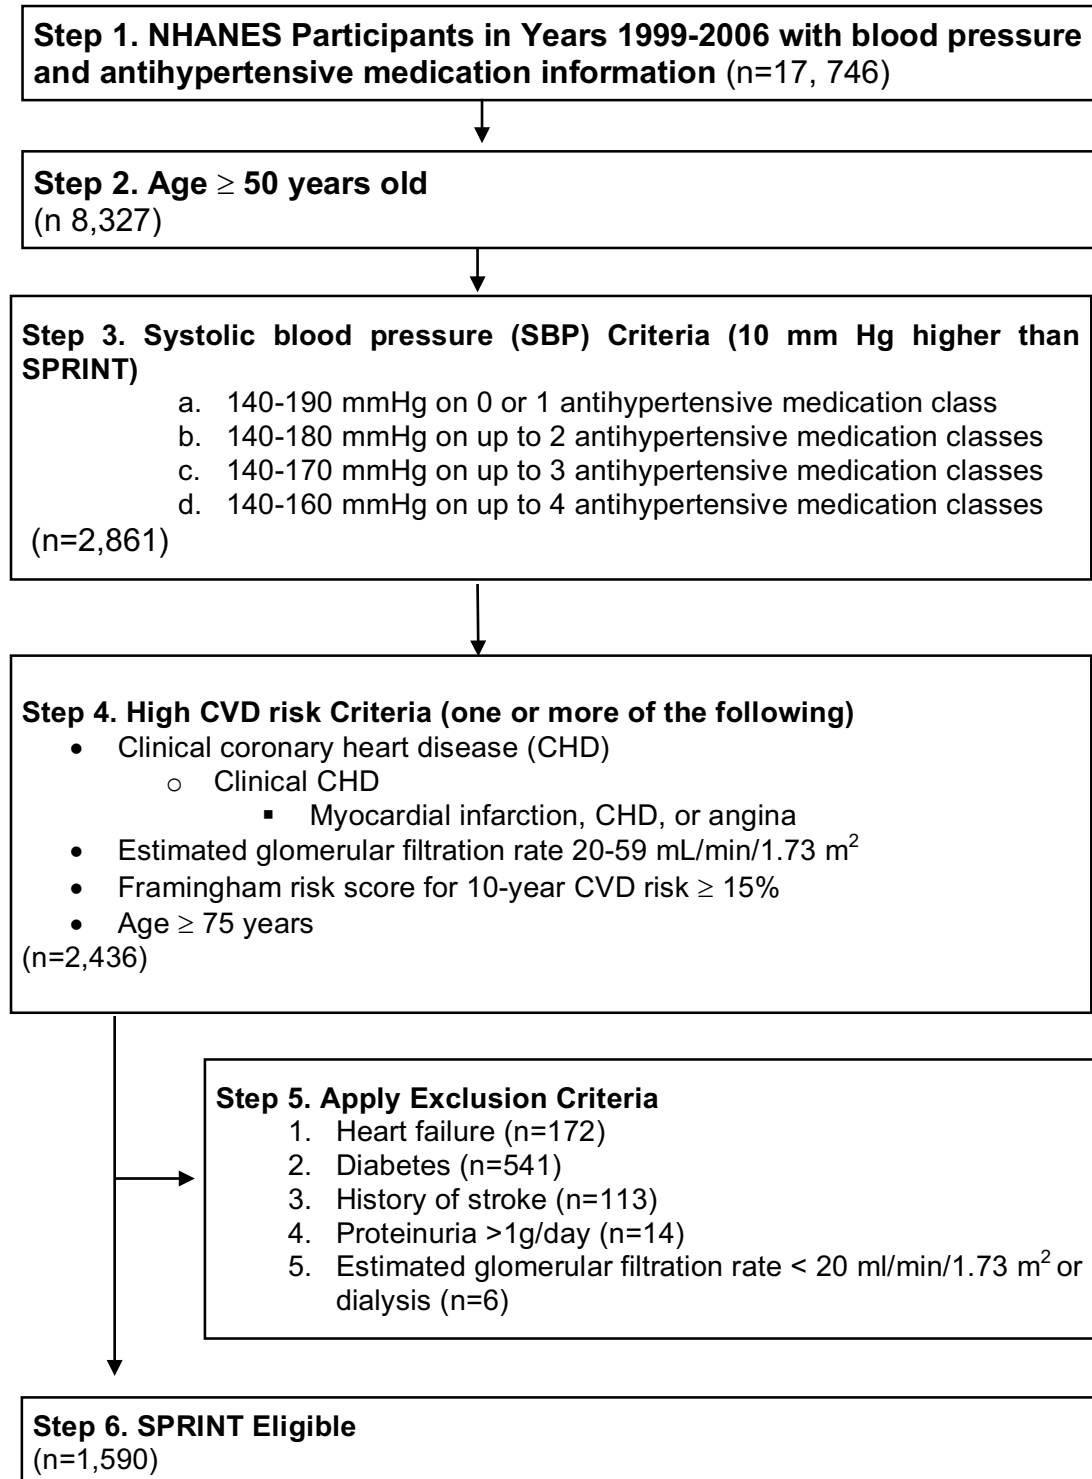 Step 1. NHANES Participants in Years 1999-2006 with blood pressure
and antihypertensive medication information (n=17, 746)
Step 2. Age ≥ 50 years old
(n 8,327)
Step 3. Systolic blood pressure (SBP) Criteria (10 mm Hg higher than
SPRINT)
a. 140-190 mmHg on 0 or 1 antihypertensive medication class
b. 140-180 mmHg on up to 2 antihypertensive medication classes
c. 140-170 mmHg on up to 3 antihypertensive medication classes
d. 140-160 mmHg on up to 4 antihypertensive medication classes
(n=2,861)
Step 4. High CVD risk Criteria (one or more of the following)
• Clinical coronary heart disease (CHD)
o Clinical CHD
▪ Myocardial infarction, CHD, or angina
• Estimated glomerular filtration rate 20-59 mL/min/1.73 m²
• Framingham risk score for 10-year CVD risk ≥ 15%
• Age ≥ 75 years
(n=2,436)
Step 5. Apply Exclusion Criteria
1. Heart failure (n=172)
2. Diabetes (n=541)
3. History of stroke (n=113)
4. Proteinuria >1g/day (n=14)
5. Estimated glomerular filtration rate < 20 ml/min/1.73 m² or
dialysis (n=6)
Step 6. SPRINT Eligible
(n=1,590)